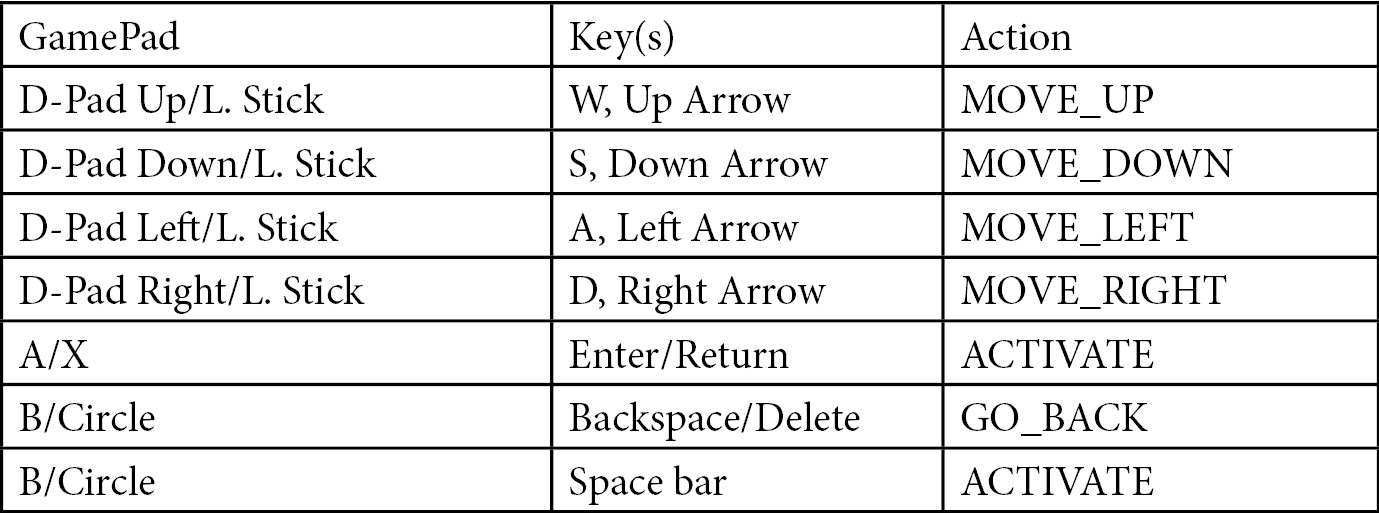 GamePad Key(s) Action
D-Pad Up/L. Stick W, Up Arrow MOVE_UP
D-Pad Down/L. Stick S, Down Arrow MOVE_DOWN
D-Pad Left/L. Stick A, Left Arrow MOVE_LEFT
D-Pad Right/L. Stick D, Right Arrow MOVE_RIGHT
A/X Enter/Return ACTIVATE
B/Circle Backspace/Delete GO_BACK
B/Circle Space bar ACTIVATE